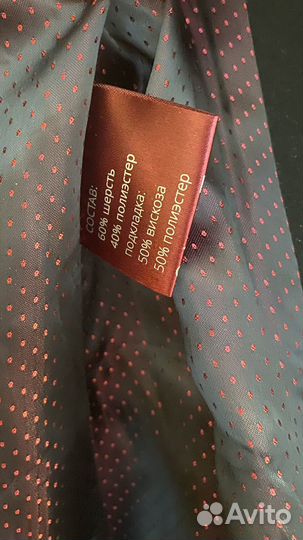 СОСТАВ:
60% шерсть
40% полиэстер
подкладка:
50% вискоза
50% полиэстер
Avito